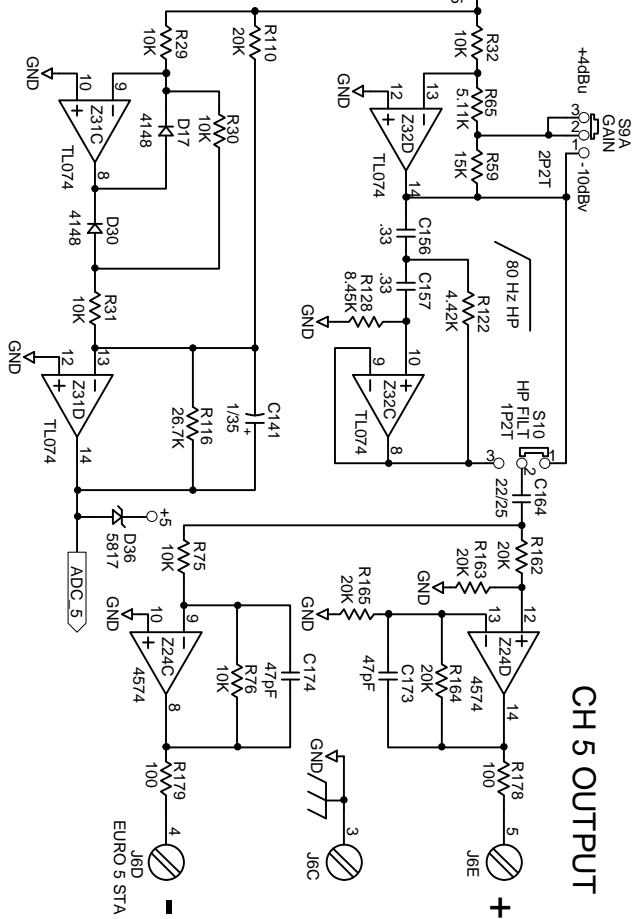 S9A
GAIN
+4dBu
3
2
1
-10dBv
2P2T
CH 5 OUTPUT
S10
HP FILT
1P2T
1
2
3
C164
22/25
80 Hz HP
R32
10K
R65
5.11K
R59
15K
13
12
Z32D
14
TL074
GND
C156
.33
C157
.33
R122
4.42K
R128
8.45K
GND
10
9
Z32C
8
TL074
R162
20K
R163
20K
GND
12
13
Z24D
14
4574
R164
20K
C173
47pF
R165
20K
GND
R178
100
5
J6E
+
GND
3
J6C
R110
20K
R29
10K
R30
10K
D17
4148
9
10
Z31C
8
TL074
GND
D30
4148
R31
10K
C141
1/35
+
R116
26.7K
13
12
Z31D
14
TL074
GND
+5
D36
5817
ADC_5
R75
10K
C174
47pF
R76
10K
9
10
Z24C
8
4574
GND
R179
100
4
J6D
EURO 5 STA
-